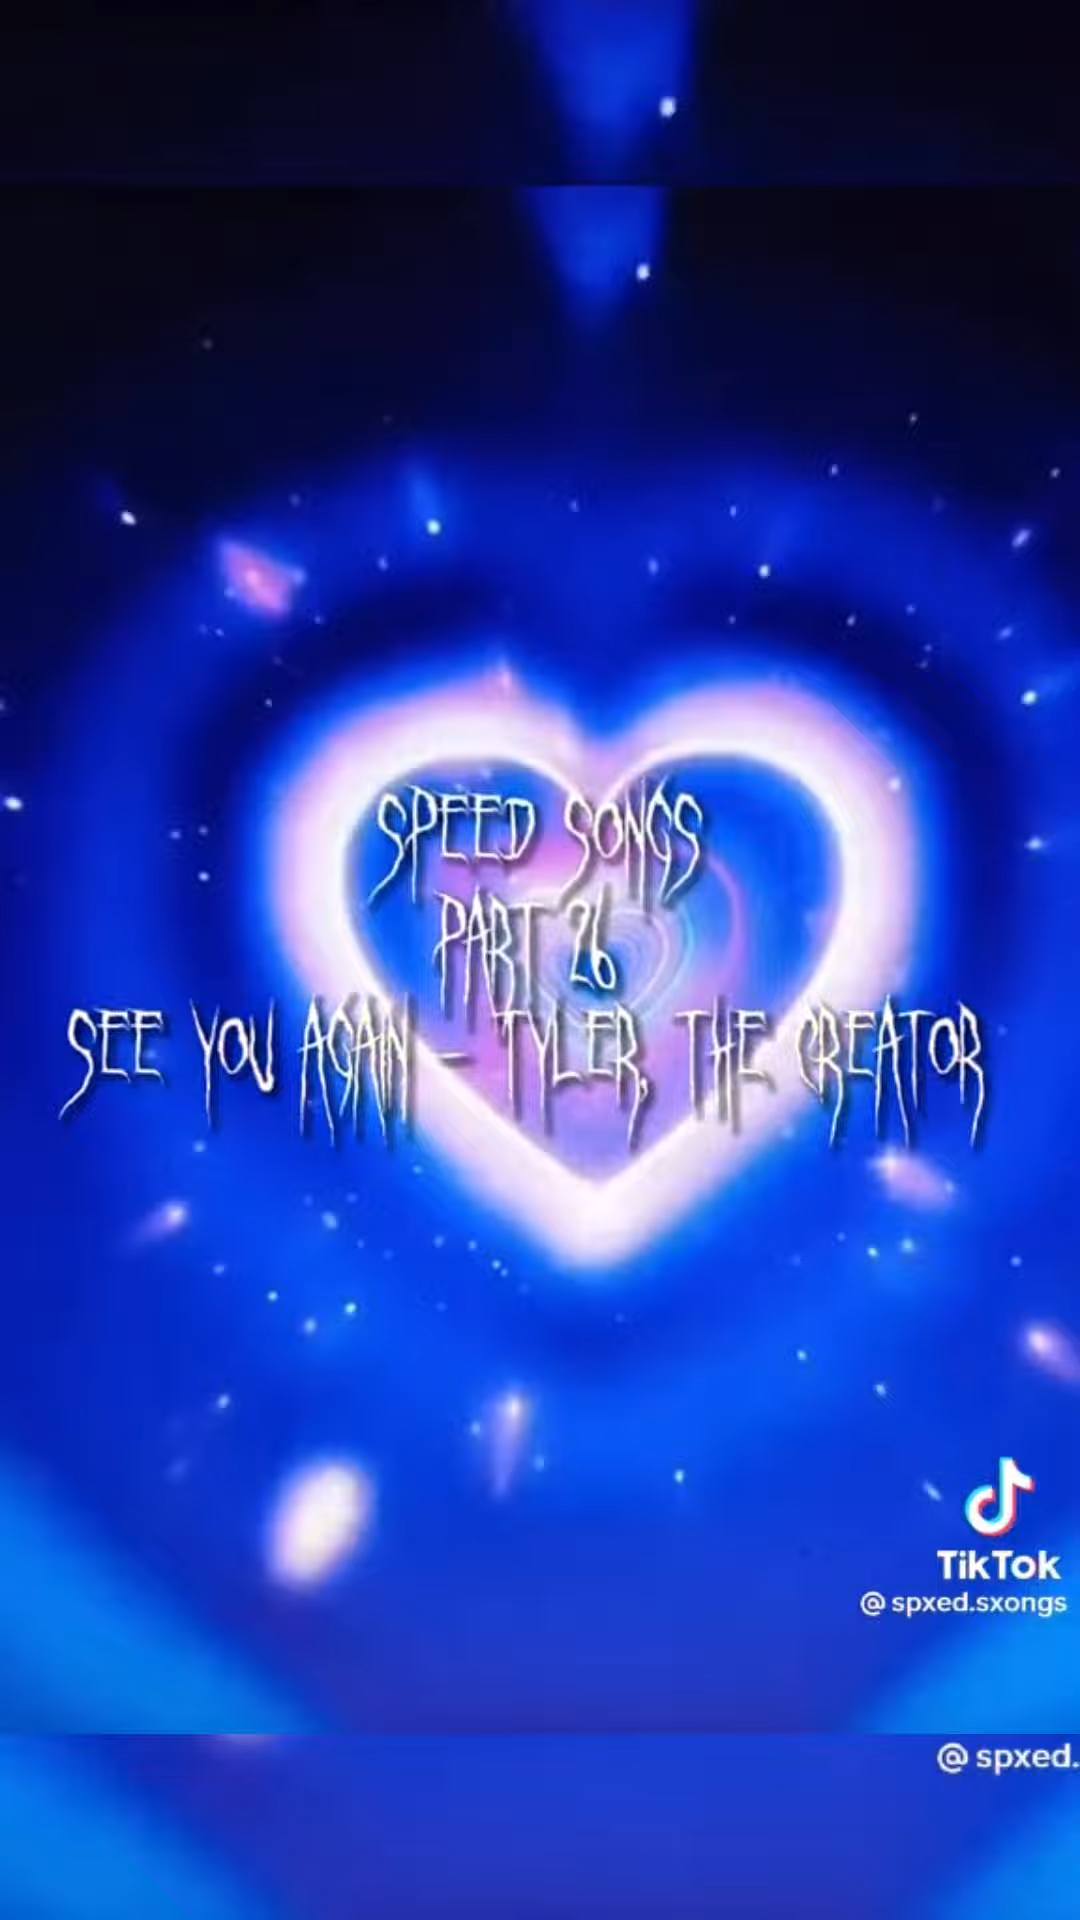 SPEED SONGS
PART 26
SEE YOU AGAIN - TYLER, THE CREATOR
TikTok
@ spxed.sxongs
@ spxed.